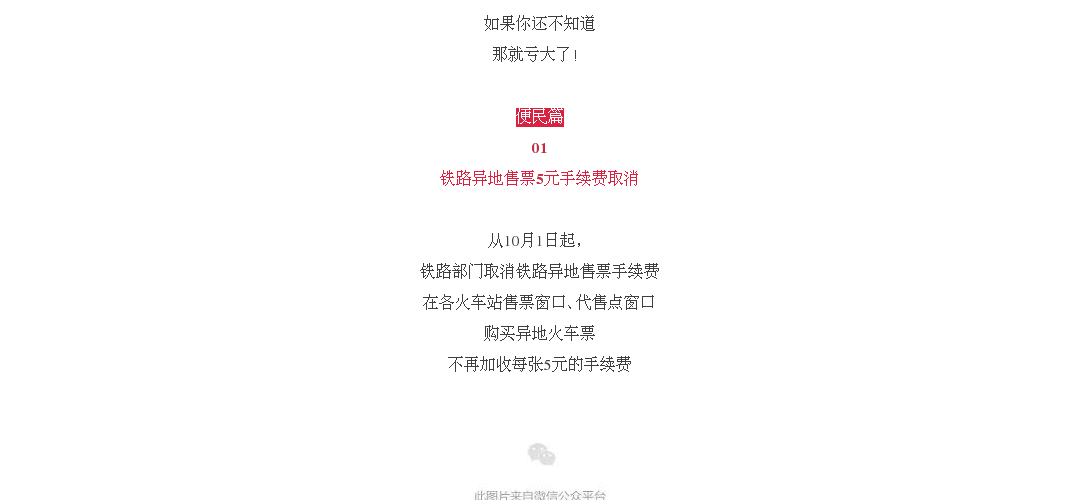 如果你还不知道
那就亏大了!
便民篇
01
铁路异地售票5元手续费取消
从10月1日起,
铁路部门取消铁路异地售票手续费
在各火车站售票窗口、代售点窗口
购买异地火车票
不再加收每张5元的手续费
此图片来自微信公众平台